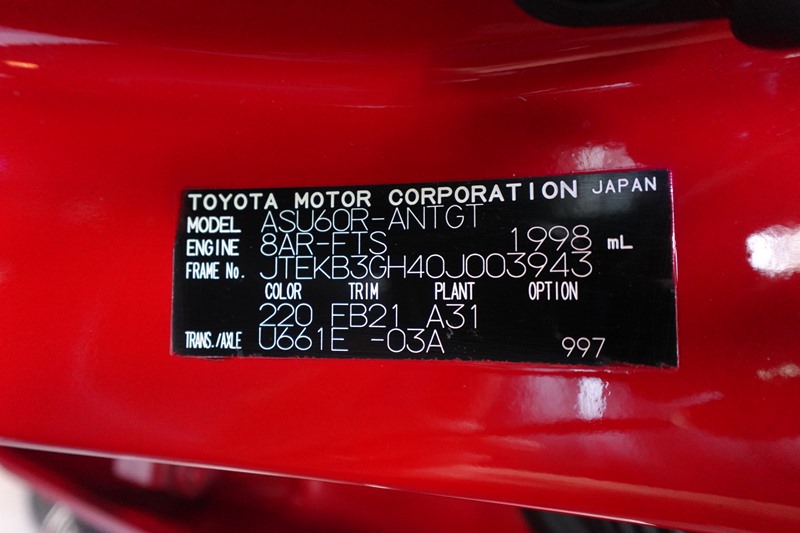 TOYOTA MOTOR CORPORATION JAPAN
MODEL ASU60R-ANTGT
ENGINE 8AR-FTS 1998 mL
FRAME No. JTEKB3GH40J003943
COLOR TRIM PLANT OPTION
220 FB21 A31
TRANS./AXLE U661E -03A 997